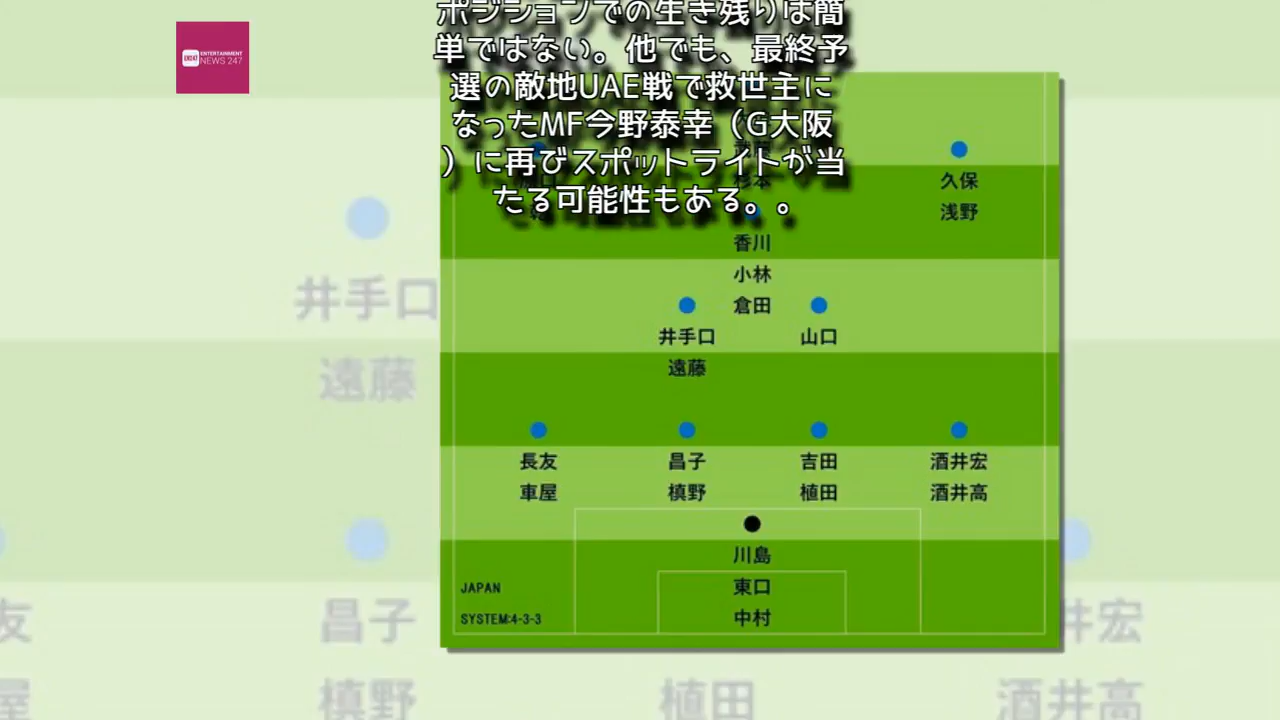 ENTERTAINMENT
NEWS 247
ポジションでの生き残りは簡
単ではない。他でも、最終予
選の敵地UAE戦で救世主に
なったMF今野泰幸（G大阪
）に再びスポットライトが当
たる可能性もある。。
杉本
久保
浅野
香川
小林
倉田
井手口
山口
遠藤
長友
昌子
吉田
酒井宏
車屋
槙野
植田
酒井高
川島
東口
中村
JAPAN
SYSTEM:4-3-3
井手口
遠藤
友
昌子
井宏
屋
槙野
植田
酒井高